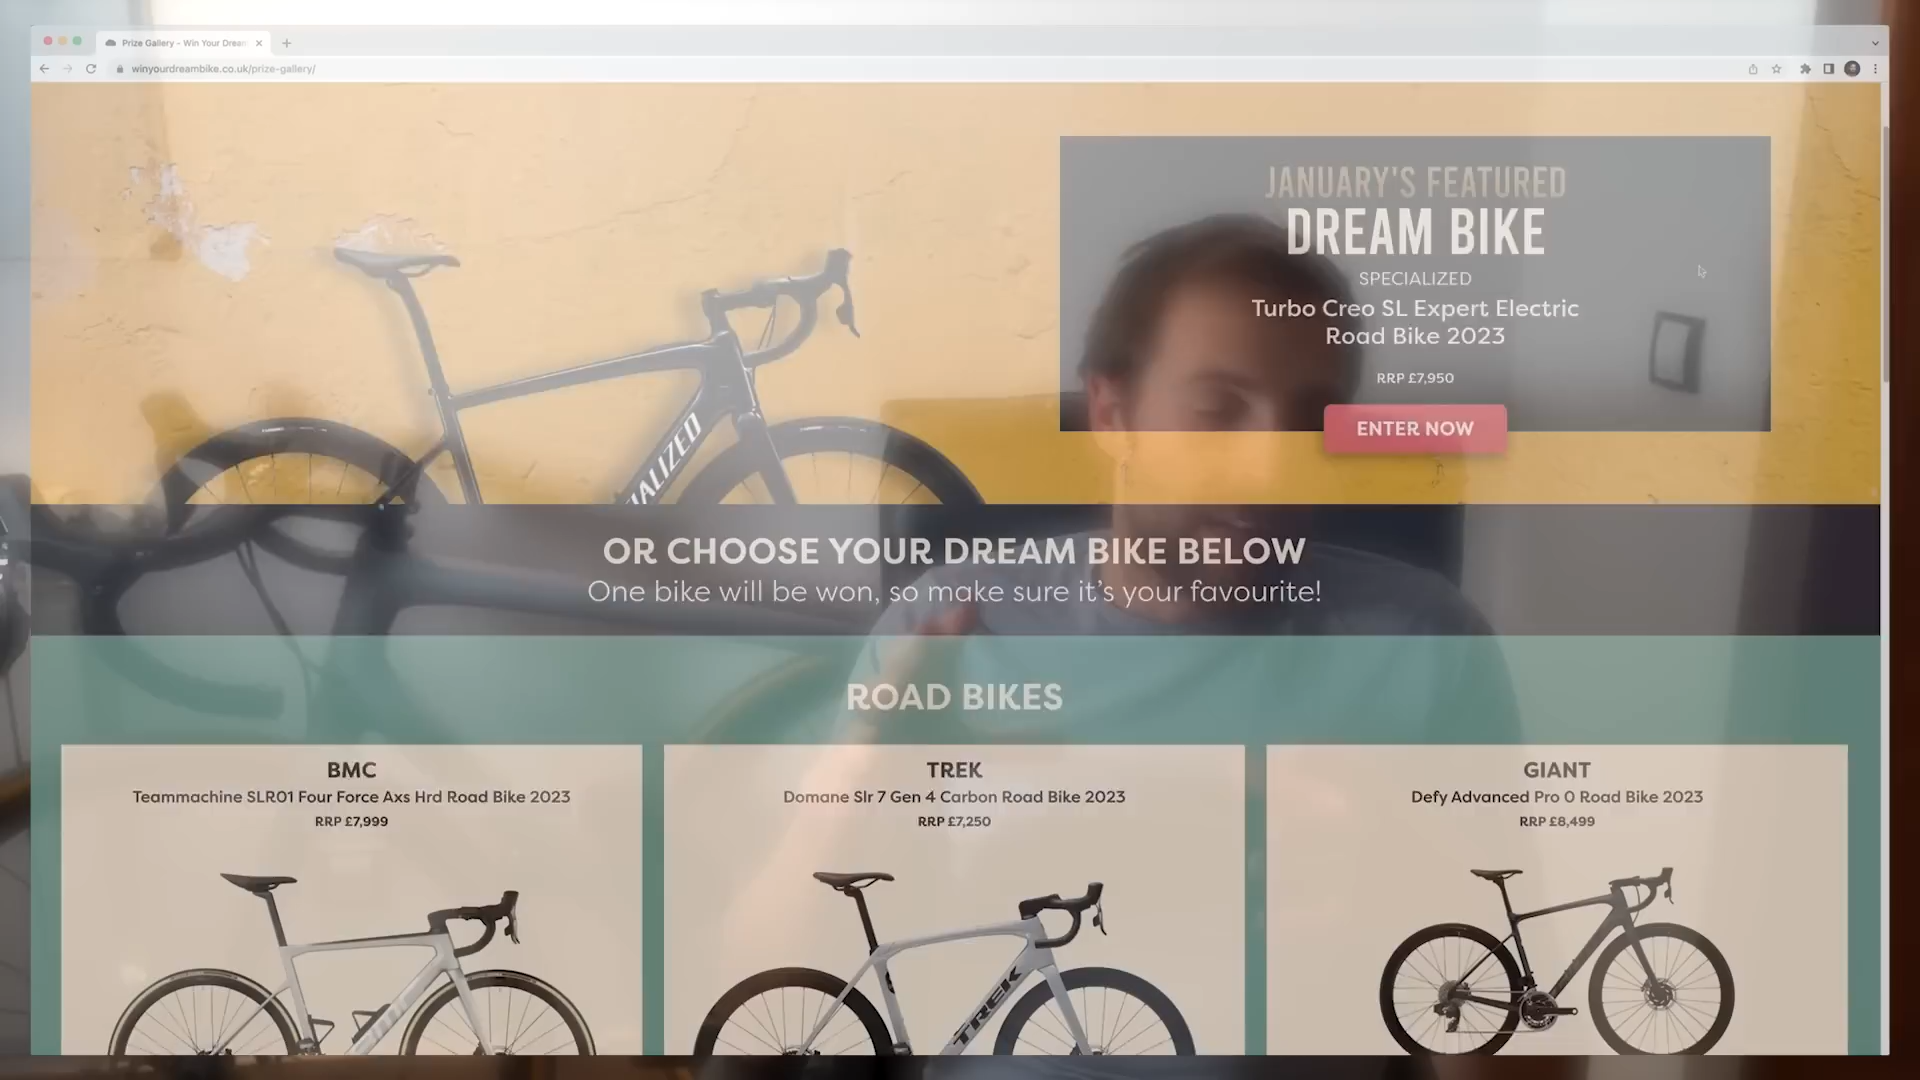 Prize Gallery - Win Your Dream
winyourdreambike.co.uk/prize-gallery/
JANUARY'S FEATURED
DREAM BIKE
SPECIALIZED
Turbo Creo SL Expert Electric
Road Bike 2023
RRP £7,950
ENTER NOW
IALIZED
OR CHOOSE YOUR DREAM BIKE BELOW
One bike will be won, so make sure it’s your favourite!
ROAD BIKES
BMC
Teammachine SLR01 Four Force Axs Hrd Road Bike 2023
RRP £7,999
TREK
Domane Slr 7 Gen 4 Carbon Road Bike 2023
RRP £7,250
GIANT
Defy Advanced Pro 0 Road Bike 2023
RRP £8,499
TREK